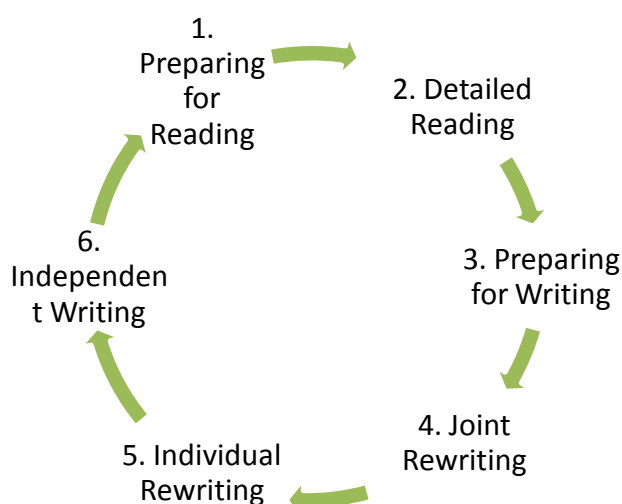 1.
Preparing
for
Reading
2. Detailed
Reading
3. Preparing
for Writing
4. Joint
Rewriting
5. Individual
Rewriting
6.
Independen
t Writing